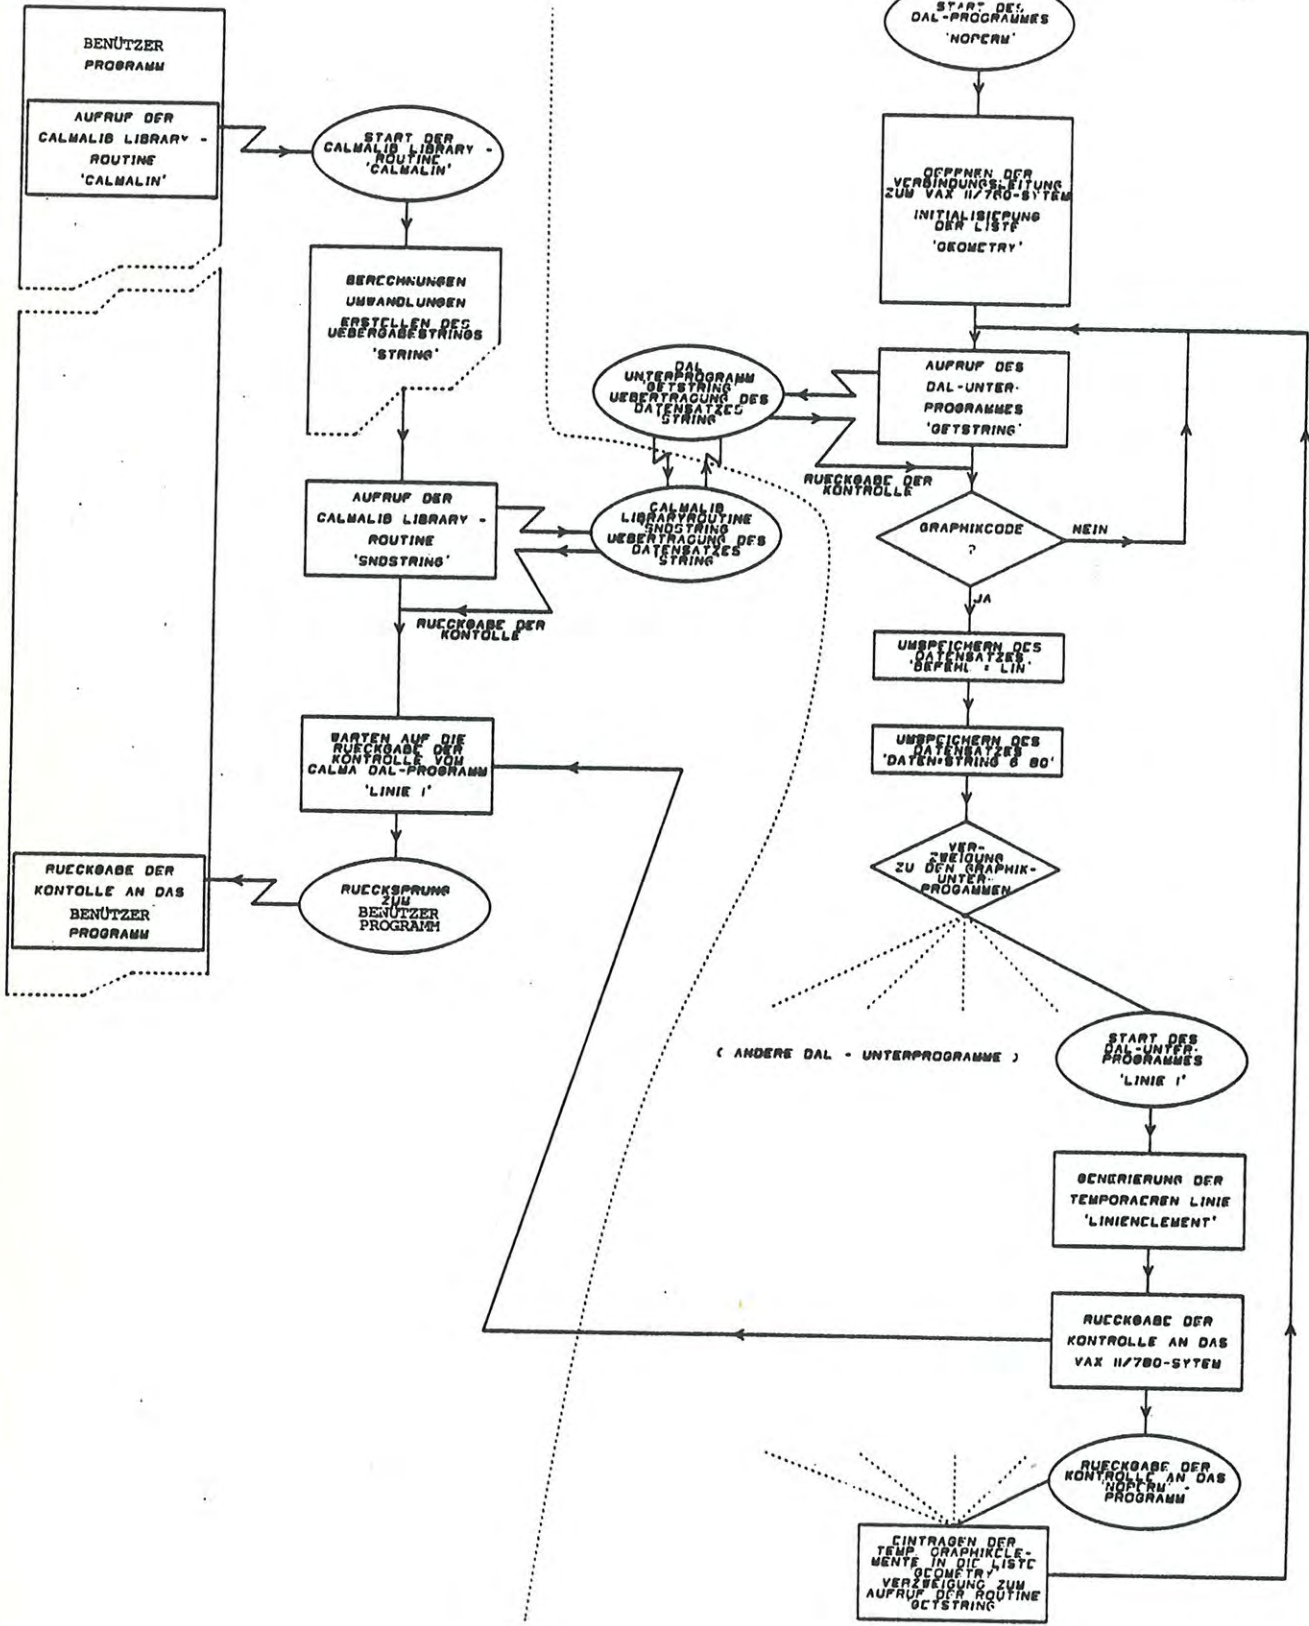 BENÜTZER
PROGRAMM
AUFRUF DER
CALMALIB LIBRARY -
ROUTINE
'CALMALIN'
START DER
CALMALIB LIBRARY -
ROUTINE
'CALMALIN'
BERECHNUNGEN
UMWANDLUNGEN
ERSTELLEN DES
UEBERGABESTRINGS
'STRING'
AUFRUF DER
CALMALIB LIBRARY -
ROUTINE
'SNDSTRING'
RUECKGABE DER
KONTOLLE
WARTEN AUF DIE
RUECKGABE DER
KONTROLLE VOM
CALMA DAL-PROGRAMM
'LINIE 1'
RUECKSPRUNG
ZUM
BENÜTZER
PROGRAMM
RUECKGABE DER
KONTOLLE AN DAS
BENÜTZER
PROGRAMM
DAL
UNTERPROGRAMM
'GETSTRING'
UEBERTRAGUNG DES
DATENSATZES
'STRING'
CALMALIB
LIBRARYROUTINE
SNDSTRING
UEBERTRAGUNG DES
DATENSATZES
'STRING'
START DES
DAL-PROGRAMMES
'NOPERM'
OEFFNEN DER
VERBINDUNGSLEITUNG
ZUM VAX 11/780-SYTEM
INITIALISIERUNG
DER LISTE
'GEOMETRY'
AUFRUF DES
DAL-UNTER-
PROGRAMMES
'GETSTRING'
RUECKGABE DER
KONTROLLE
GRAPHIKCODE
?
NEIN
JA
UMSPEICHERN DES
DATENSATZES
'BEFEHL = LIN'
UMSPEICHERN DES
DATENSATZES
'DATEN=STRING 6 80'
VER-
ZWEIGUNG
ZU DEN GRAPHIK-
UNTER-
PROGAMMEN
( ANDERE DAL - UNTERPROGRAMME )
START DES
DAL-UNTER-
PROGRAMMES
'LINIE 1'
GENERIERUNG DER
TEMPORAEREN LINIE
'LINIENELEMENT'
RUECKGABE DER
KONTROLLE AN DAS
VAX 11/780-SYTEM
RUECKGABE DER
KONTROLLE AN DAS
'NOPERM' -
PROGRAMM
EINTRAGEN DER
TEMP. GRAPHIKELE-
MENTE IN DIE LISTE
'GEOMETRY'
VERZWEIGUNG ZUM
AUFRUF DER ROUTINE
'GETSTRING'